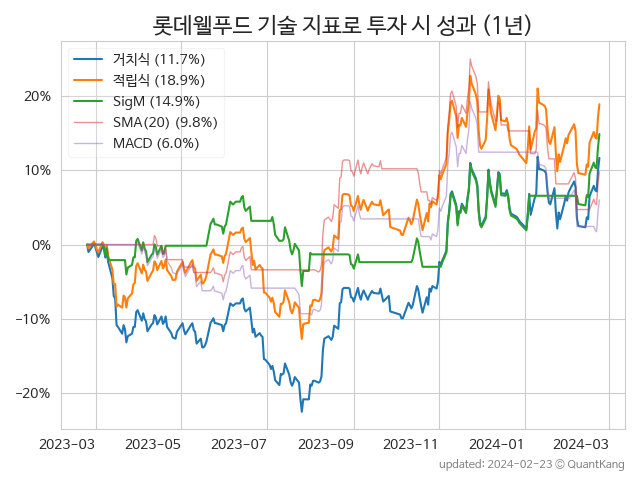 롯데웰푸드 기술 지표로 투자 시 성과 (1년)
거치식 (11.7%)
적립식 (18.9%)
SigM (14.9%)
SMA(20) (9.8%)
MACD (6.0%)
20%
10%
0%
−10%
−20%
2023-03 2023-05 2023-07 2023-09 2023-11 2024-01 2024-03
updated: 2024-02-23 © QuantKang